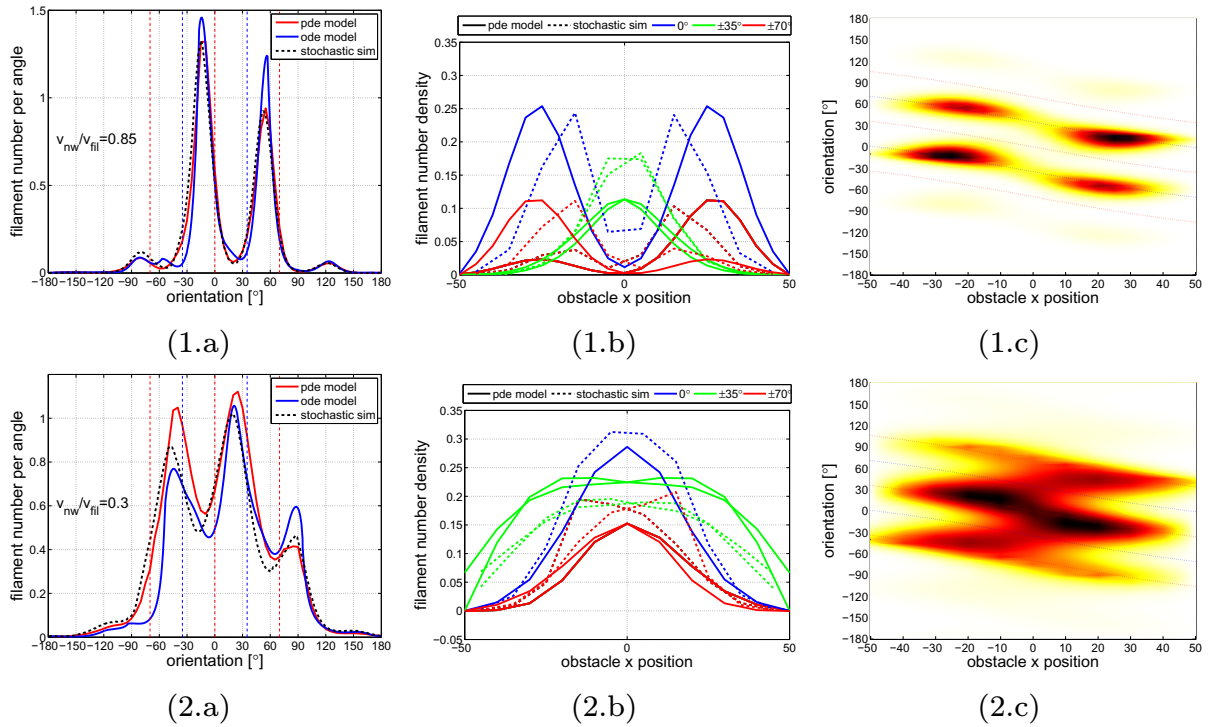 1.5
1
0.5
0
filament number per angle
v_nw/v_fil=0.85
pde model
ode model
stochastic sim
−180−150−120 −90 −60 −30 0 30 60 90 120 150 180
orientation [°]
(1.a)
pde model stochastic sim 0° ±35° ±70°
0.35
0.3
0.25
0.2
0.15
0.1
0.05
0
filament number density
−50 0 50
obstacle x position
(1.b)
180
150
120
90
60
30
0
−30
−60
−90
−120
−150
−180
orientation [°]
−50 −40 −30 −20 −10 0 10 20 30 40 50
obstacle x position
(1.c)
1
0.8
0.6
0.4
0.2
0
filament number per angle
v_nw/v_fil=0.3
pde model
ode model
stochastic sim
−180−150−120 −90 −60 −30 0 30 60 90 120 150 180
orientation [°]
(2.a)
pde model stochastic sim 0° ±35° ±70°
0.35
0.3
0.25
0.2
0.15
0.1
0.05
0
−0.05
filament number density
−50 0 50
obstacle x position
(2.b)
180
150
120
90
60
30
0
−30
−60
−90
−120
−150
−180
orientation [°]
−50 −40 −30 −20 −10 0 10 20 30 40 50
obstacle x position
(2.c)